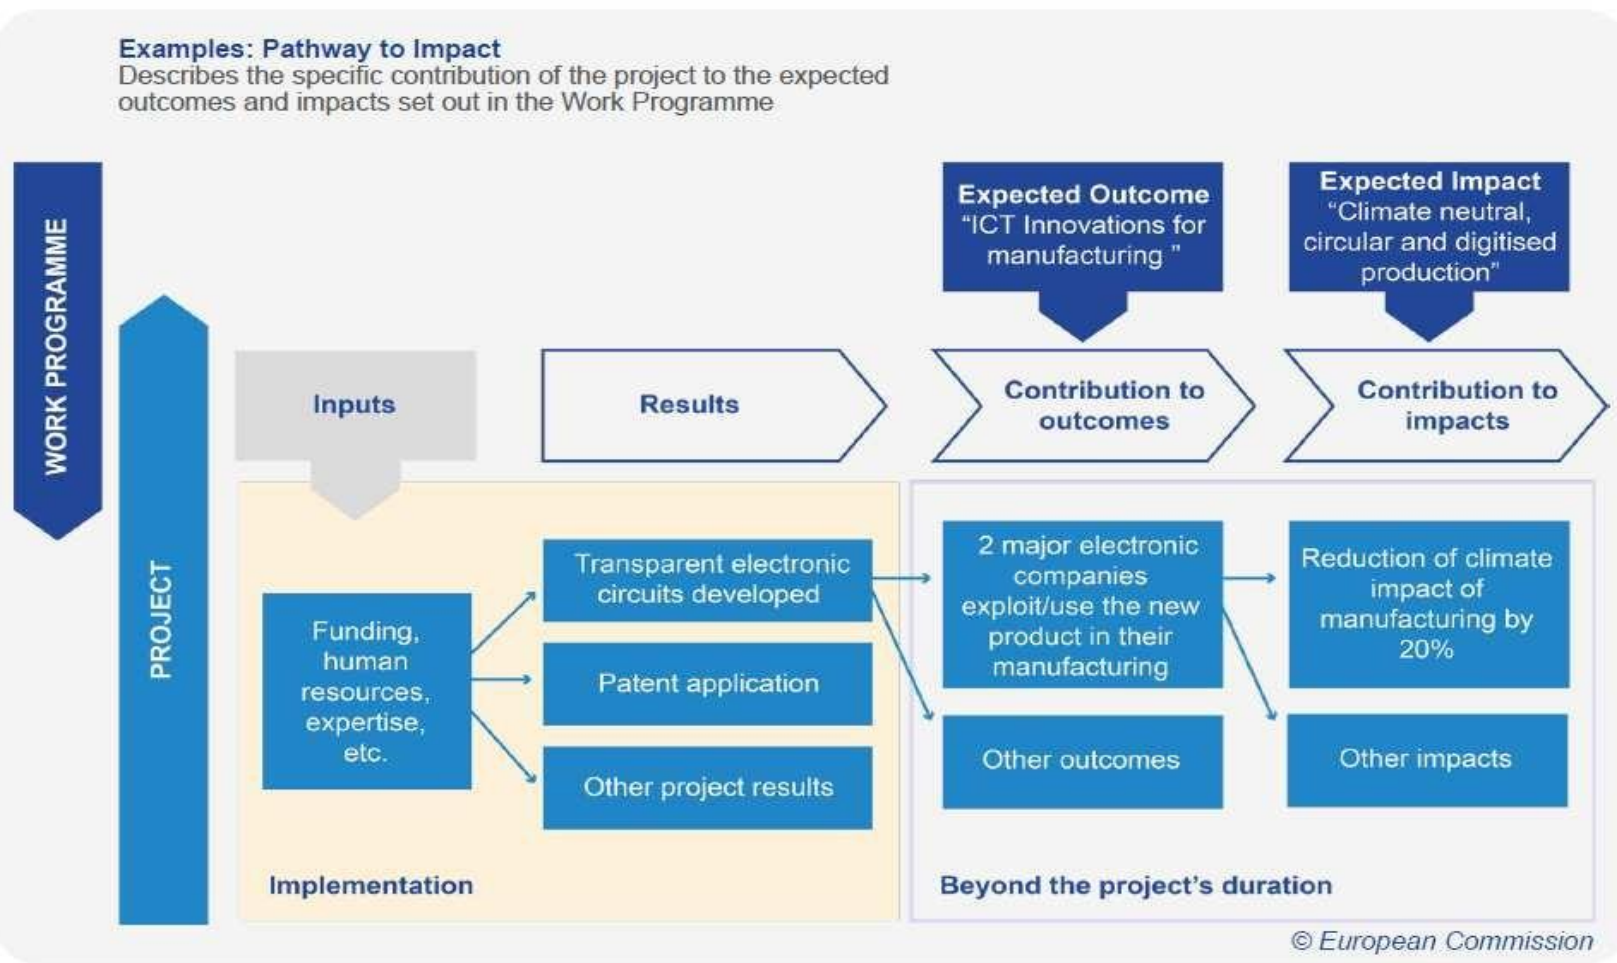 Examples: Pathway to Impact
Describes the specific contribution of the project to the expected
outcomes and impacts set out in the Work Programme
WORK PROGRAMME
PROJECT
Expected Outcome
“ICT Innovations for
manufacturing ”
Expected Impact
“Climate neutral,
circular and digitised
production”
Inputs
Results
Contribution to
outcomes
Contribution to
impacts
Funding,
human
resources,
expertise,
etc.
Transparent electronic
circuits developed
Patent application
Other project results
2 major electronic
companies
exploit/use the new
product in their
manufacturing
Other outcomes
Reduction of climate
impact of
manufacturing by
20%
Other impacts
Implementation
Beyond the project’s duration
© European Commission